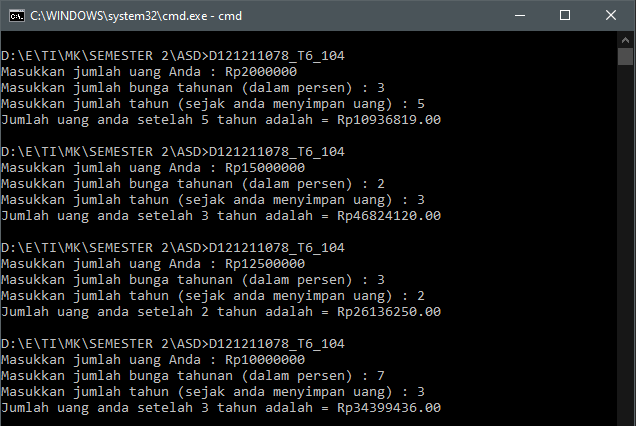 C:\WINDOWS\system32\cmd.exe - cmd
D:\E\TI\MK\SEMESTER 2\ASD>D121211078_T6_104
Masukkan jumlah uang Anda : Rp2000000
Masukkan jumlah bunga tahunan (dalam persen) : 3
Masukkan jumlah tahun (sejak anda menyimpan uang) : 5
Jumlah uang anda setelah 5 tahun adalah = Rp10936819.00
D:\E\TI\MK\SEMESTER 2\ASD>D121211078_T6_104
Masukkan jumlah uang Anda : Rp15000000
Masukkan jumlah bunga tahunan (dalam persen) : 2
Masukkan jumlah tahun (sejak anda menyimpan uang) : 3
Jumlah uang anda setelah 3 tahun adalah = Rp46824120.00
D:\E\TI\MK\SEMESTER 2\ASD>D121211078_T6_104
Masukkan jumlah uang Anda : Rp12500000
Masukkan jumlah bunga tahunan (dalam persen) : 3
Masukkan jumlah tahun (sejak anda menyimpan uang) : 2
Jumlah uang anda setelah 2 tahun adalah = Rp26136250.00
D:\E\TI\MK\SEMESTER 2\ASD>D121211078_T6_104
Masukkan jumlah uang Anda : Rp10000000
Masukkan jumlah bunga tahunan (dalam persen) : 7
Masukkan jumlah tahun (sejak anda menyimpan uang) : 3
Jumlah uang anda setelah 3 tahun adalah = Rp34399436.00